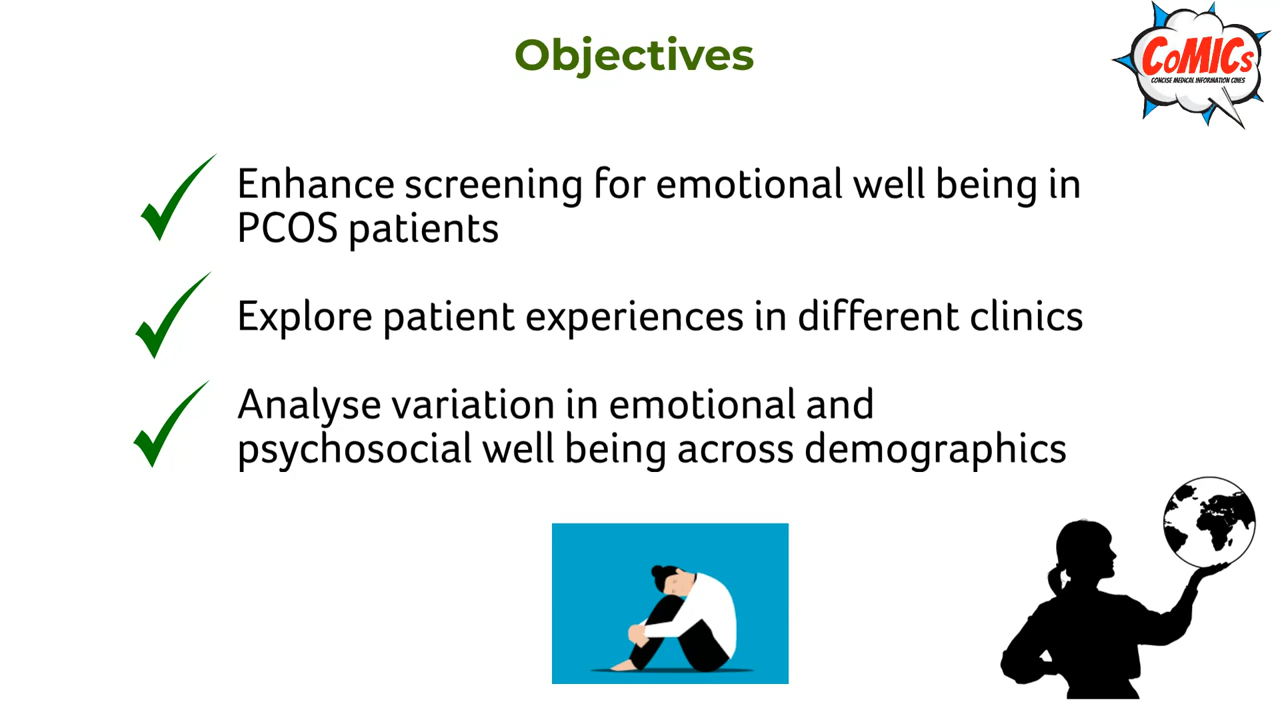 Objectives
CoMICs
CONCISE MEDICAL INFORMATION CINES
Enhance screening for emotional well being in
PCOS patients
Explore patient experiences in different clinics
Analyse variation in emotional and
psychosocial well being across demographics